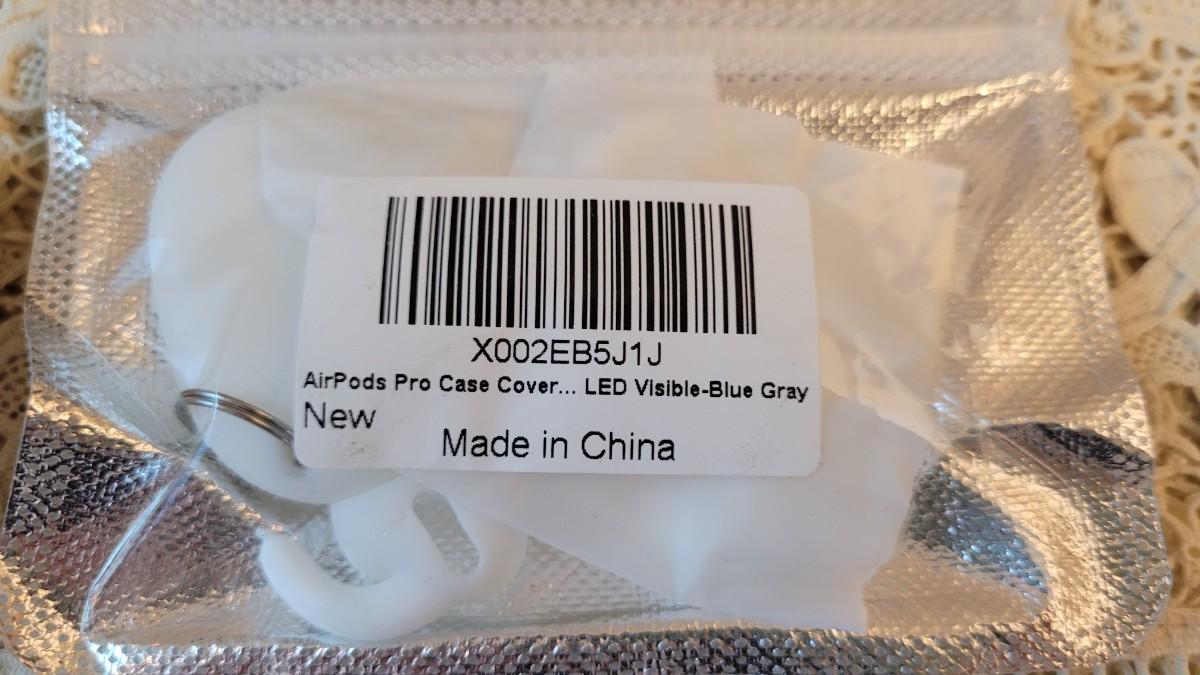 X002EB5J1J
AirPods Pro Case Cover... LED Visible-Blue Gray
New
Made in China